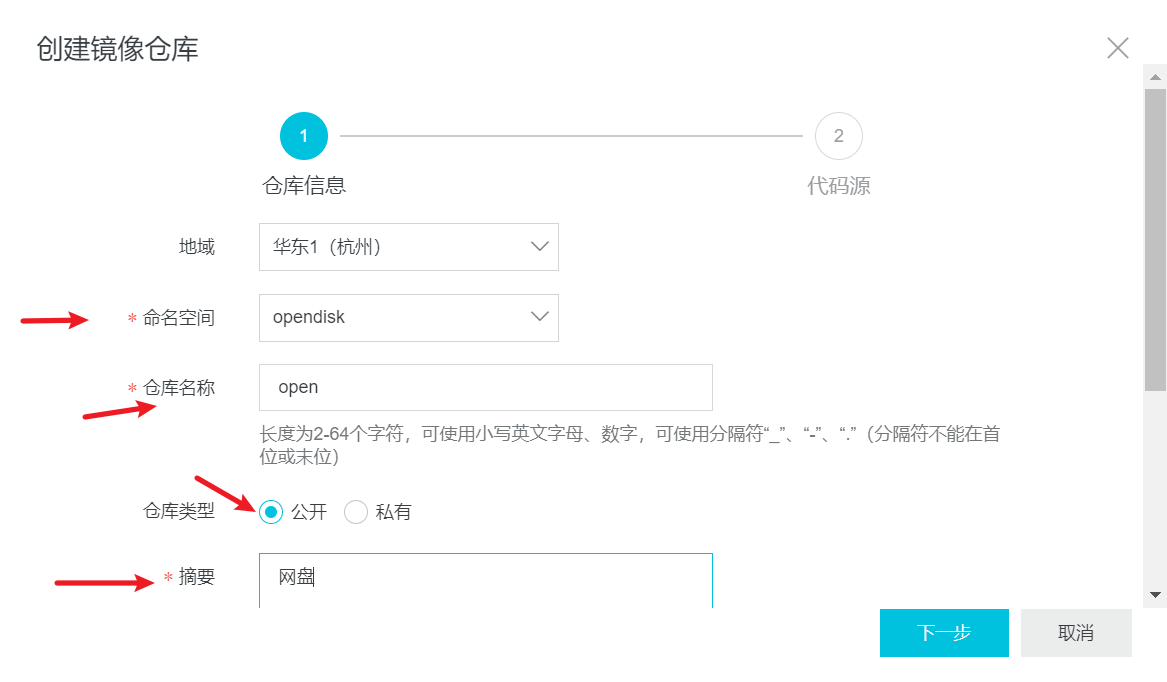 创建镜像仓库
1
2
仓库信息
代码源
地域
华东1（杭州）
* 命名空间
opendisk
* 仓库名称
open
长度为2-64个字符，可使用小写英文字母、数字，可使用分隔符“_”、“-”、“.”（分隔符不能在首
位或末位）
仓库类型
公开
私有
* 摘要
网盘
下一步
取消